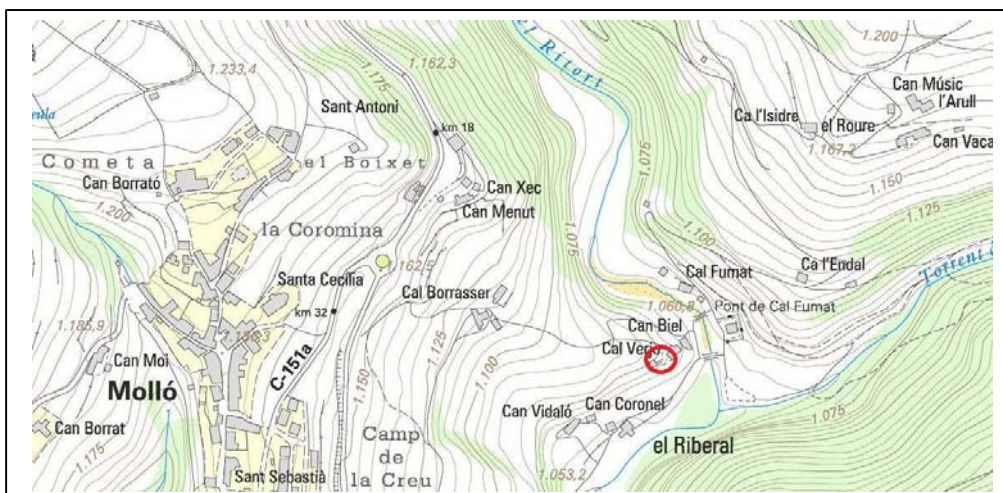 el Ritort
1.200
1.233,4
1.175
1.162,3
Can Músic
l'Arull
Sant Antoni
Ca l'Isidre
el Roure
km 18
1.075
Can Vaca
1.167,2
Cometa
el Boixet
1.150
Can Borrató
Can Xec
1.200
Can Menut
1.125
la Coromina
1.075
1.100
1.162,5
Torrent
Santa Cecília
Cal Fumat
Ca l'Endal
Cal Borrasser
1.060,8
Pont de Cal Fumat
km 32
1.185,9
Can Biel
1.125
Cal Verio
Can Moi
C-151a
1.150
1.100
Molló
1.075
Can Vidaló
Can Coronel
Can Borrat
Camp
de
la Creu
el Riberal
1.175
1.053,2
Sant Sebastià